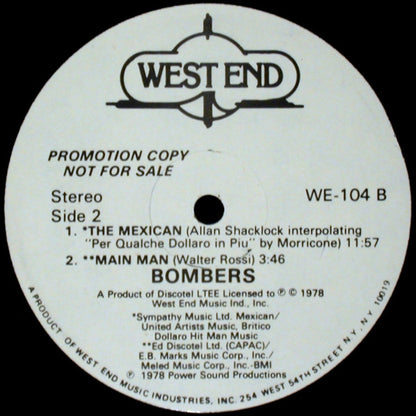 WEST END
PROMOTION COPY
NOT FOR SALE
Stereo
WE-104 B
Side 2
1. *THE MEXICAN (Allan Shacklock interpolating
"Per Qualche Dollaro in Piu" by Morricone) 11:57
2. **MAIN MAN (Walter Rossi) 3:46
BOMBERS
A Product of Discotel LTEE Licensed to ℗ © 1978
West End Music Ind., Inc.
*Sympathy Music Ltd. Mexican/
United Artists Music, Britico
Dollaro Hit Man Music
**Ed Discotel Ltd. (CAPAC)/
E.B. Marks Music Corp., Inc./
Meled Music Corp., Inc.-BMI
℗ 1978 Power Sound Productions
A PRODUCT OF WEST END MUSIC INDUSTRIES, INC. 254 WEST 54TH STREET N.Y. N.Y. 10019